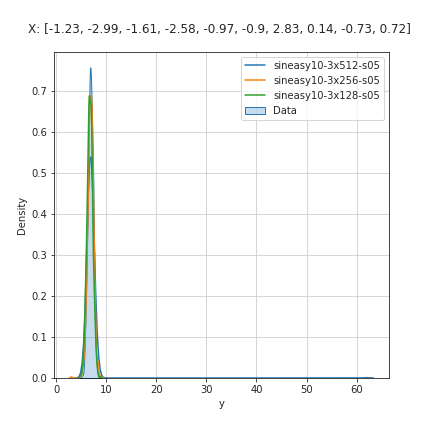 X: [-1.23, -2.99, -1.61, -2.58, -0.97, -0.9, 2.83, 0.14, -0.73, 0.72]
sineasy10-3x512-s05
sineasy10-3x256-s05
sineasy10-3x128-s05
Data
Density
0.7
0.6
0.5
0.4
0.3
0.2
0.1
0.0
0 10 20 30 40 50 60
y